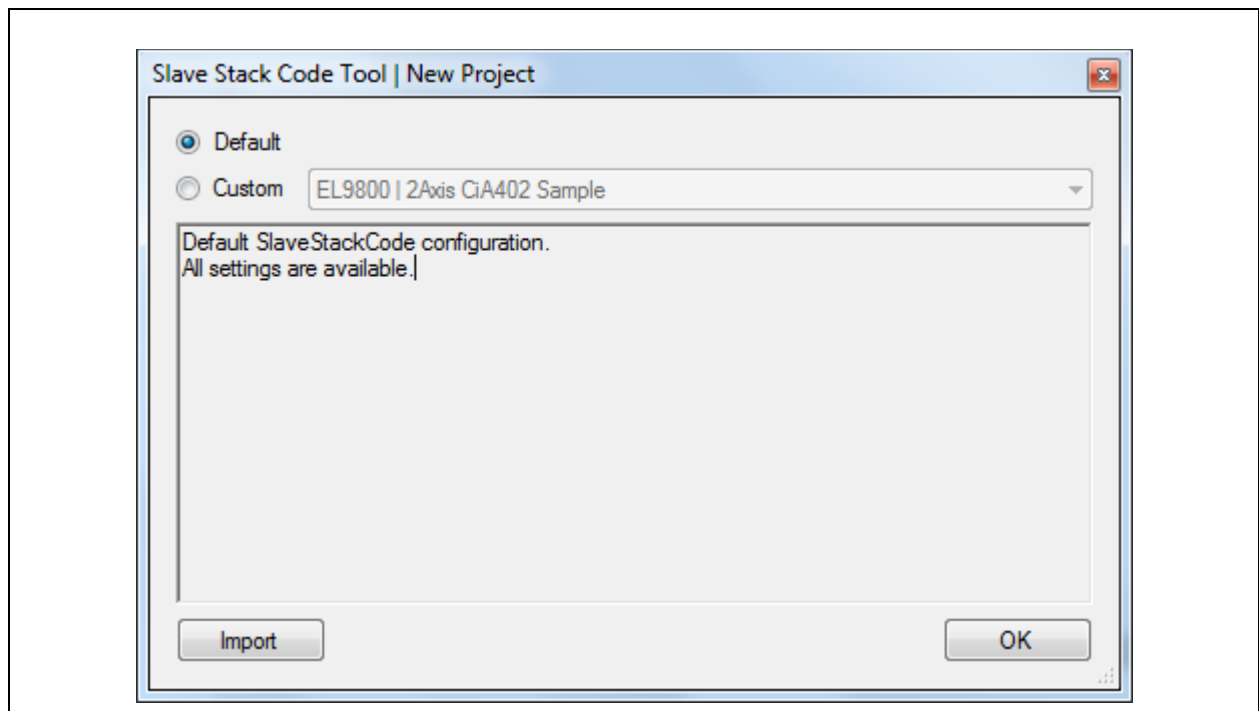 Slave Stack Code Tool | New Project
Default
Custom EL9800 | 2Axis CiA402 Sample
Default SlaveStackCode configuration.
All settings are available.
Import OK